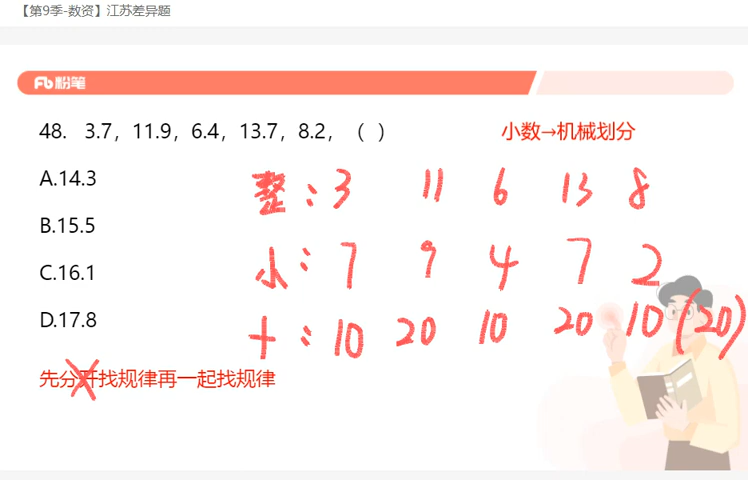 【第9季-数资】江苏差异题
粉笔
48. 3.7，11.9，6.4，13.7，8.2，（ ）
小数→机械划分
A.14.3
整：3 11 6 13 8
B.15.5
C.16.1
小：7 9 4 7 2
D.17.8
+：10 20 10 20 10 (20)
先分开找规律再一起找规律